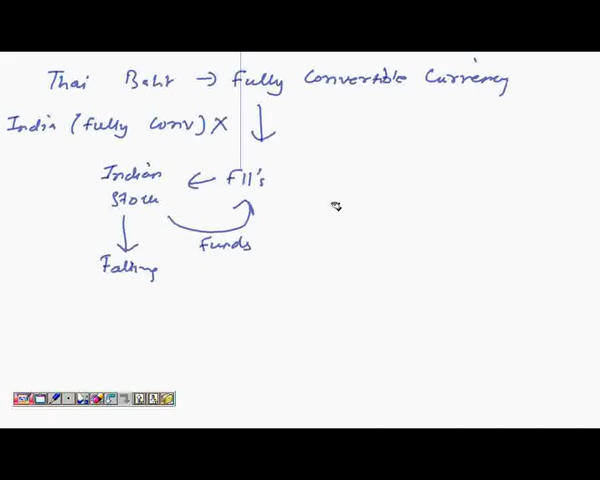 Thai Baht → Fully Convertible Currency
India (fully conv) X
Indian ← FII's
Stock
Funds
Falling